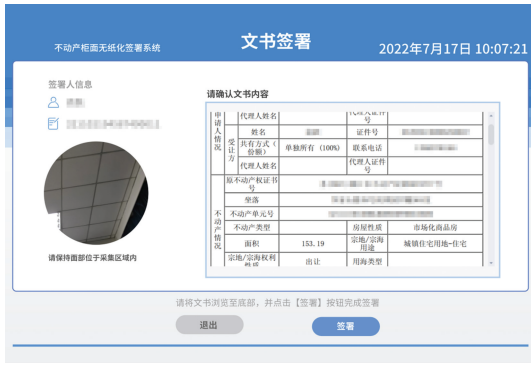 不动产柜面无纸化签署系统
文书签署
2022年7月17日 10:07:21
签署人信息
请确认文书内容
请保持面部位于采集区域内
申请人情况
代理人姓名
代理人证件号
受让方
姓名
证件号
共有方式（份额）
单独所有 (100%)
联系电话
代理人姓名
代理人证件号
不动产情况
原不动产权证书号
坐落
不动产单元号
不动产类型
房屋性质
市场化商品房
面积
153.19
宗地/宗海用途
城镇住宅用地-住宅
宗地/宗海权利性质
出让
用海类型
请将文书浏览至底部，并点击【签署】按钮完成签署
退出
签署